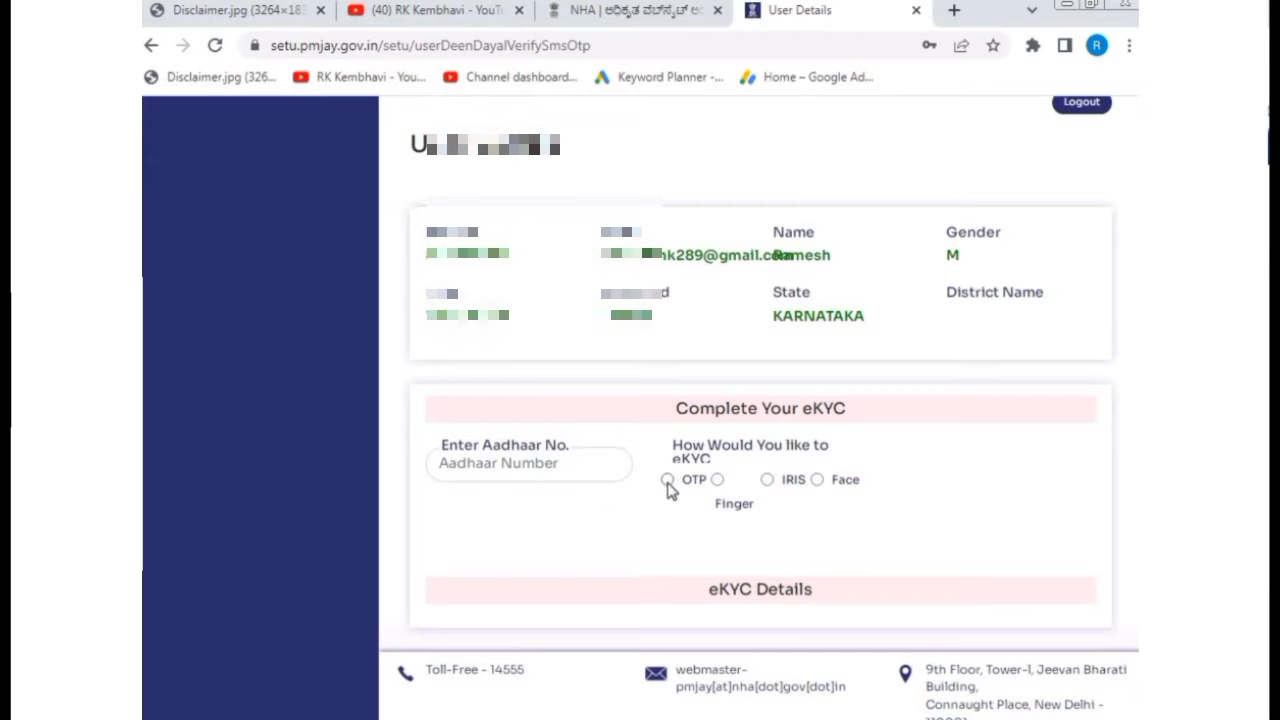 Disclaimer.jpg (3264×18
(40) RK Kembhavi - YouTu
NHA | ಅಧಿಕೃತ ವೆಬ್‌ಸೈಟ್ ಆ
User Details
setu.pmjay.gov.in/setu/userDeenDayalVerifySmsOtp
R
Disclaimer.jpg (326...
RK Kembhavi - You...
Channel dashboard...
Keyword Planner -...
Home – Google Ad...
Logout
U
Name
Gender
nk289@gmail.com
Ramesh
M
d
State
District Name
KARNATAKA
Complete Your eKYC
Enter Aadhaar No.
Aadhaar Number
How Would You like to
eKYC
OTP
IRIS
Face
Finger
eKYC Details
Toll-Free - 14555
webmaster-
pmjay[at]nha[dot]gov[dot]in
9th Floor, Tower-l, Jeevan Bharati
Building,
Connaught Place, New Delhi -
110001